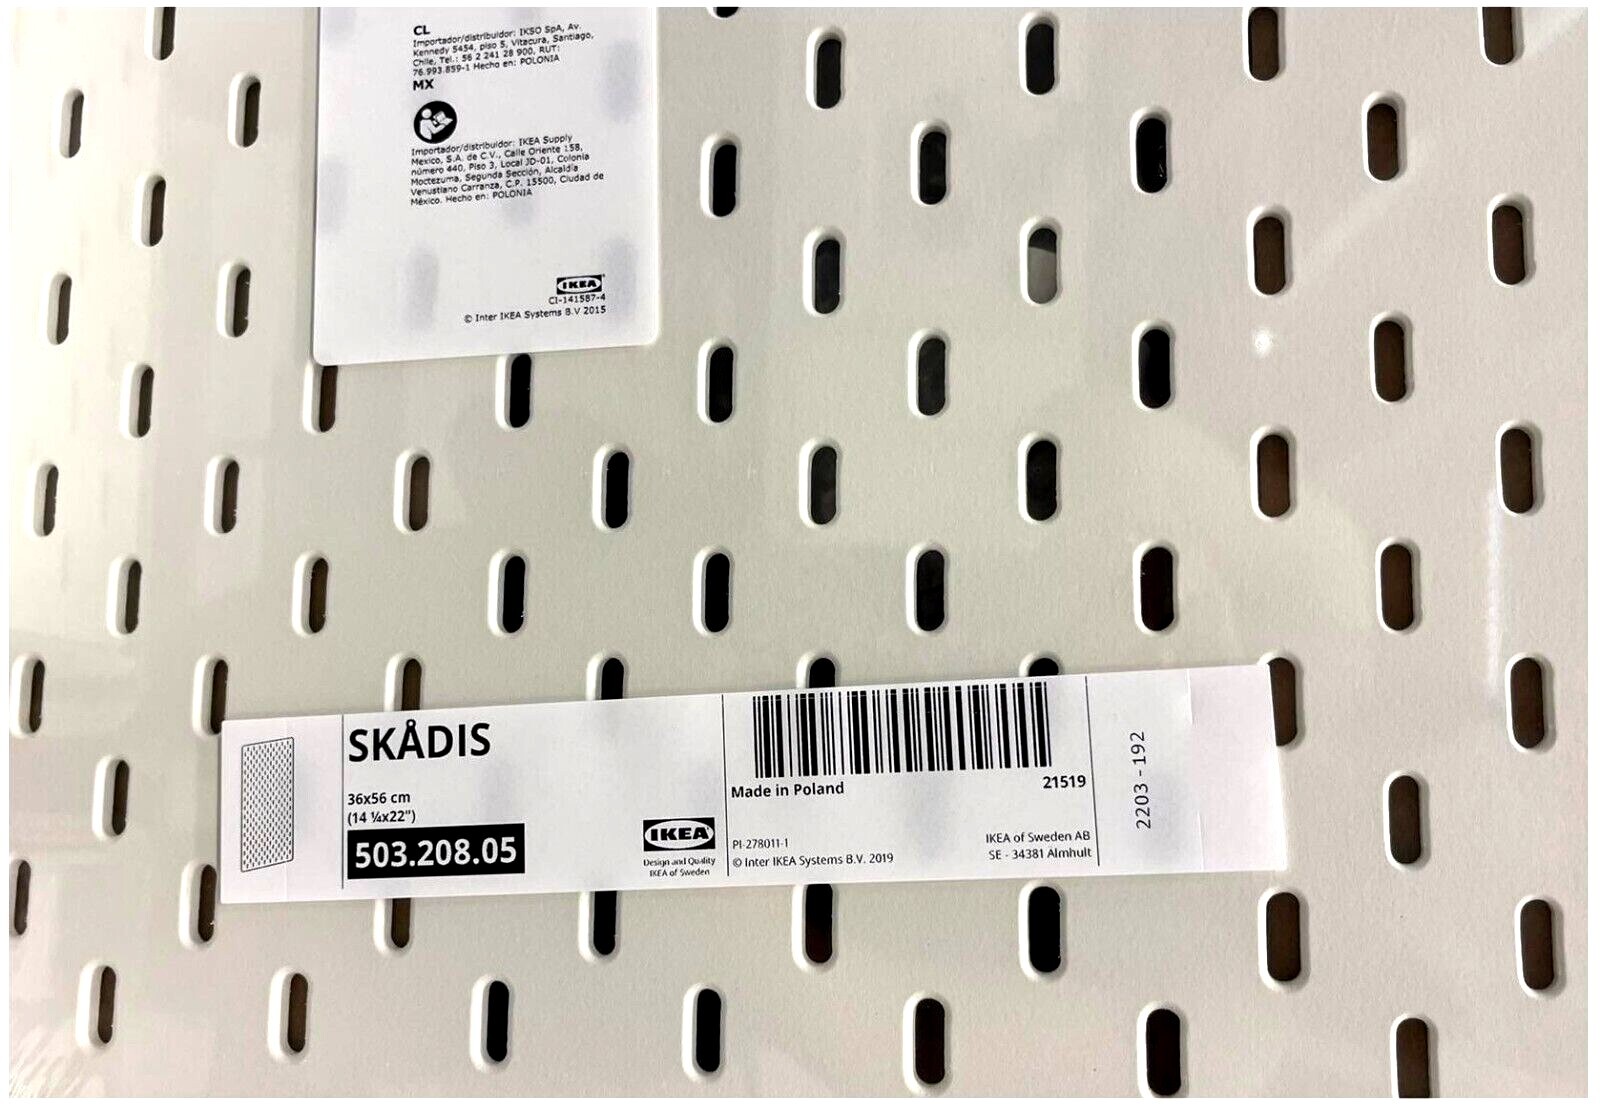 CL
Importador/distribuidor: IKSO SpA, Av.
Kennedy 5454, piso 5, Vitacura, Santiago,
Chile, Tel.: 56 2 241 28 900, RUT:
76.993.859-1 Hecho en: POLONIA
MX
Importador/distribuidor: IKEA Supply
Mexico, S.A. de C.V., Calle Oriente 158,
número 440, Piso 3, Local JD-01, Colonia
Moctezuma, Segunda Sección, Alcaldía
Venustiano Carranza, C.P. 15500, Ciudad de
México. Hecho en: POLONIA
IKEA
CI-141587-4
© Inter IKEA Systems B.V 2015
SKÅDIS
36x56 cm
(14 ¼x22")
503.208.05
IKEA
Design and Quality
IKEA of Sweden
Made in Poland
21519
PI-278011-1
© Inter IKEA Systems B.V. 2019
IKEA of Sweden AB
SE - 34381 Älmhult
2203 - 192